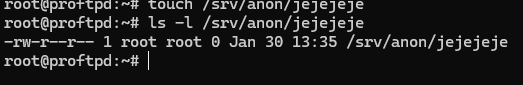 root@proftpd:~# touch /srv/anon/jejejeje
root@proftpd:~# ls -l /srv/anon/jejejeje
-rw-r--r-- 1 root root 0 Jan 30 13:35 /srv/anon/jejejeje
root@proftpd:~#